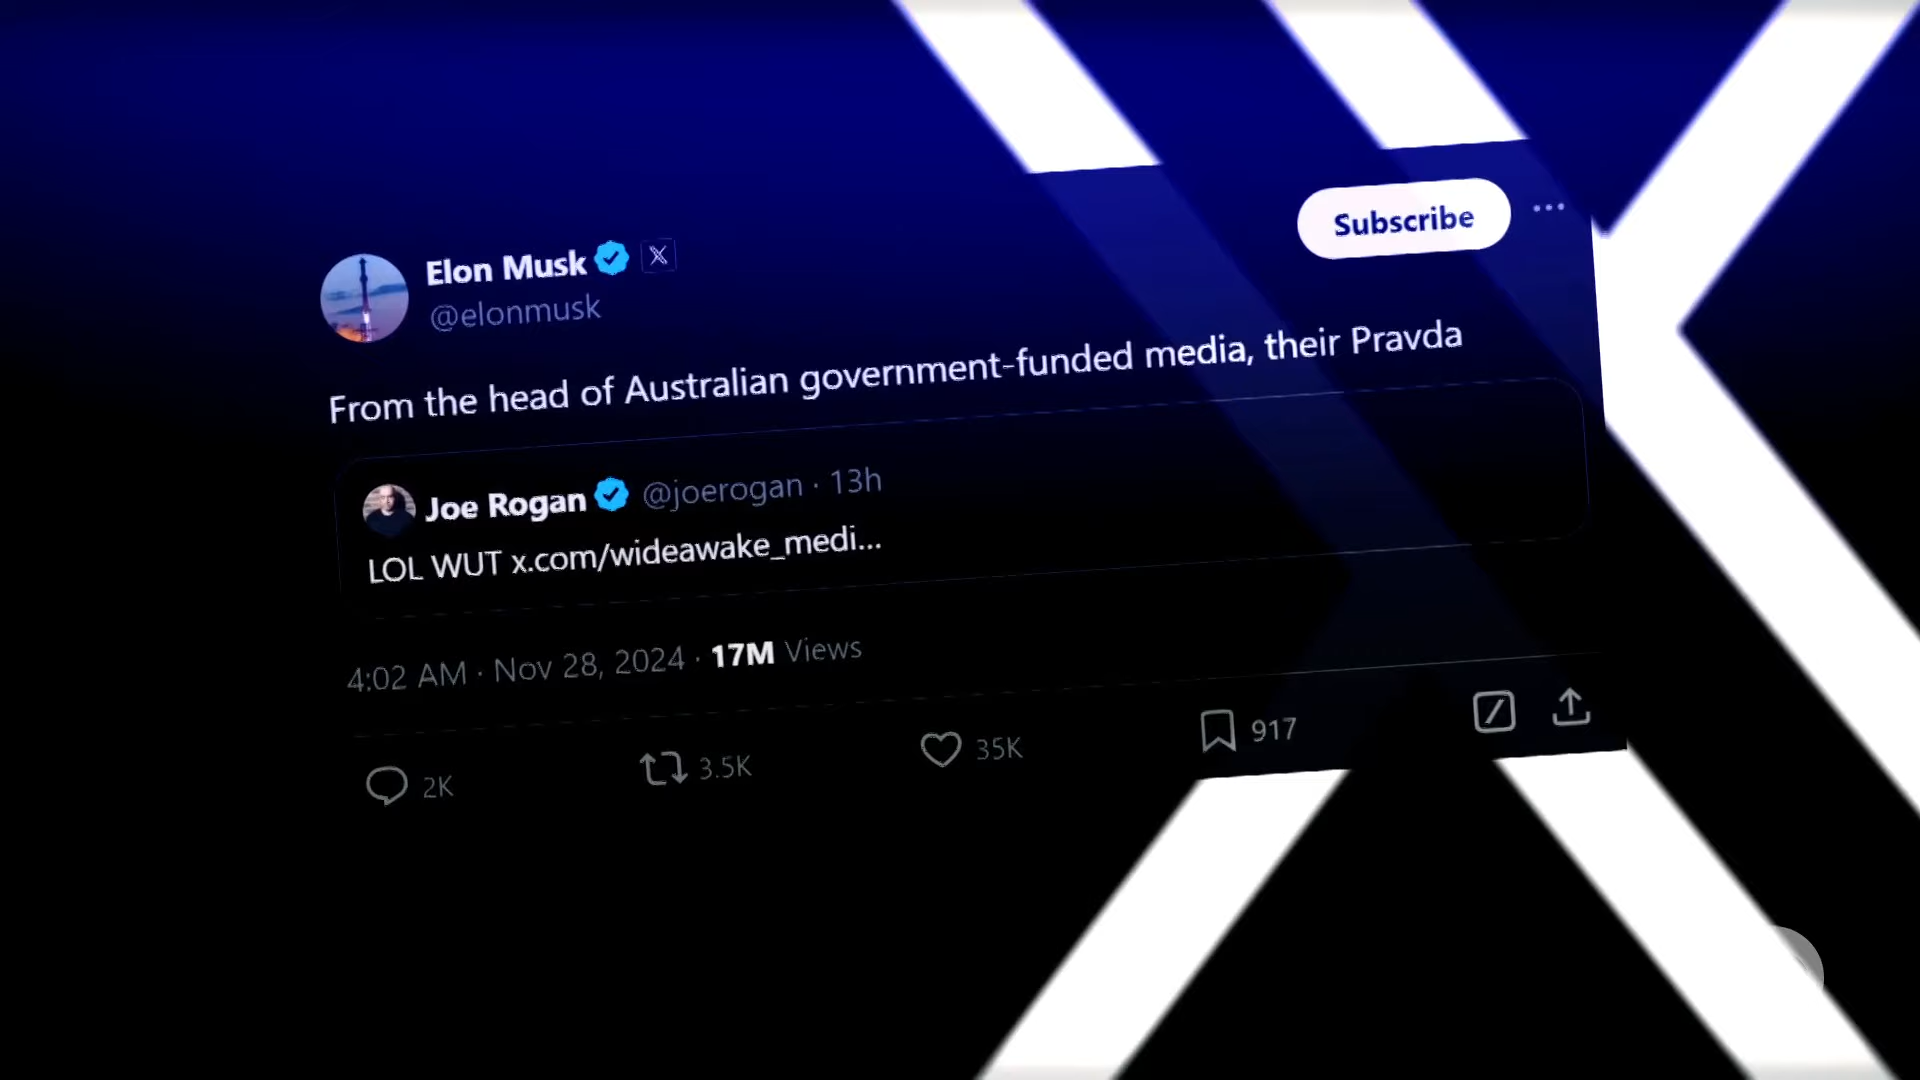 Elon Musk
@elonmusk
Subscribe
From the head of Australian government-funded media, their Pravda
Joe Rogan @joerogan · 13h
LOL WUT x.com/wideawake_medi...
4:02 AM · Nov 28, 2024 · 17M Views
2K 3.5K 35K 917